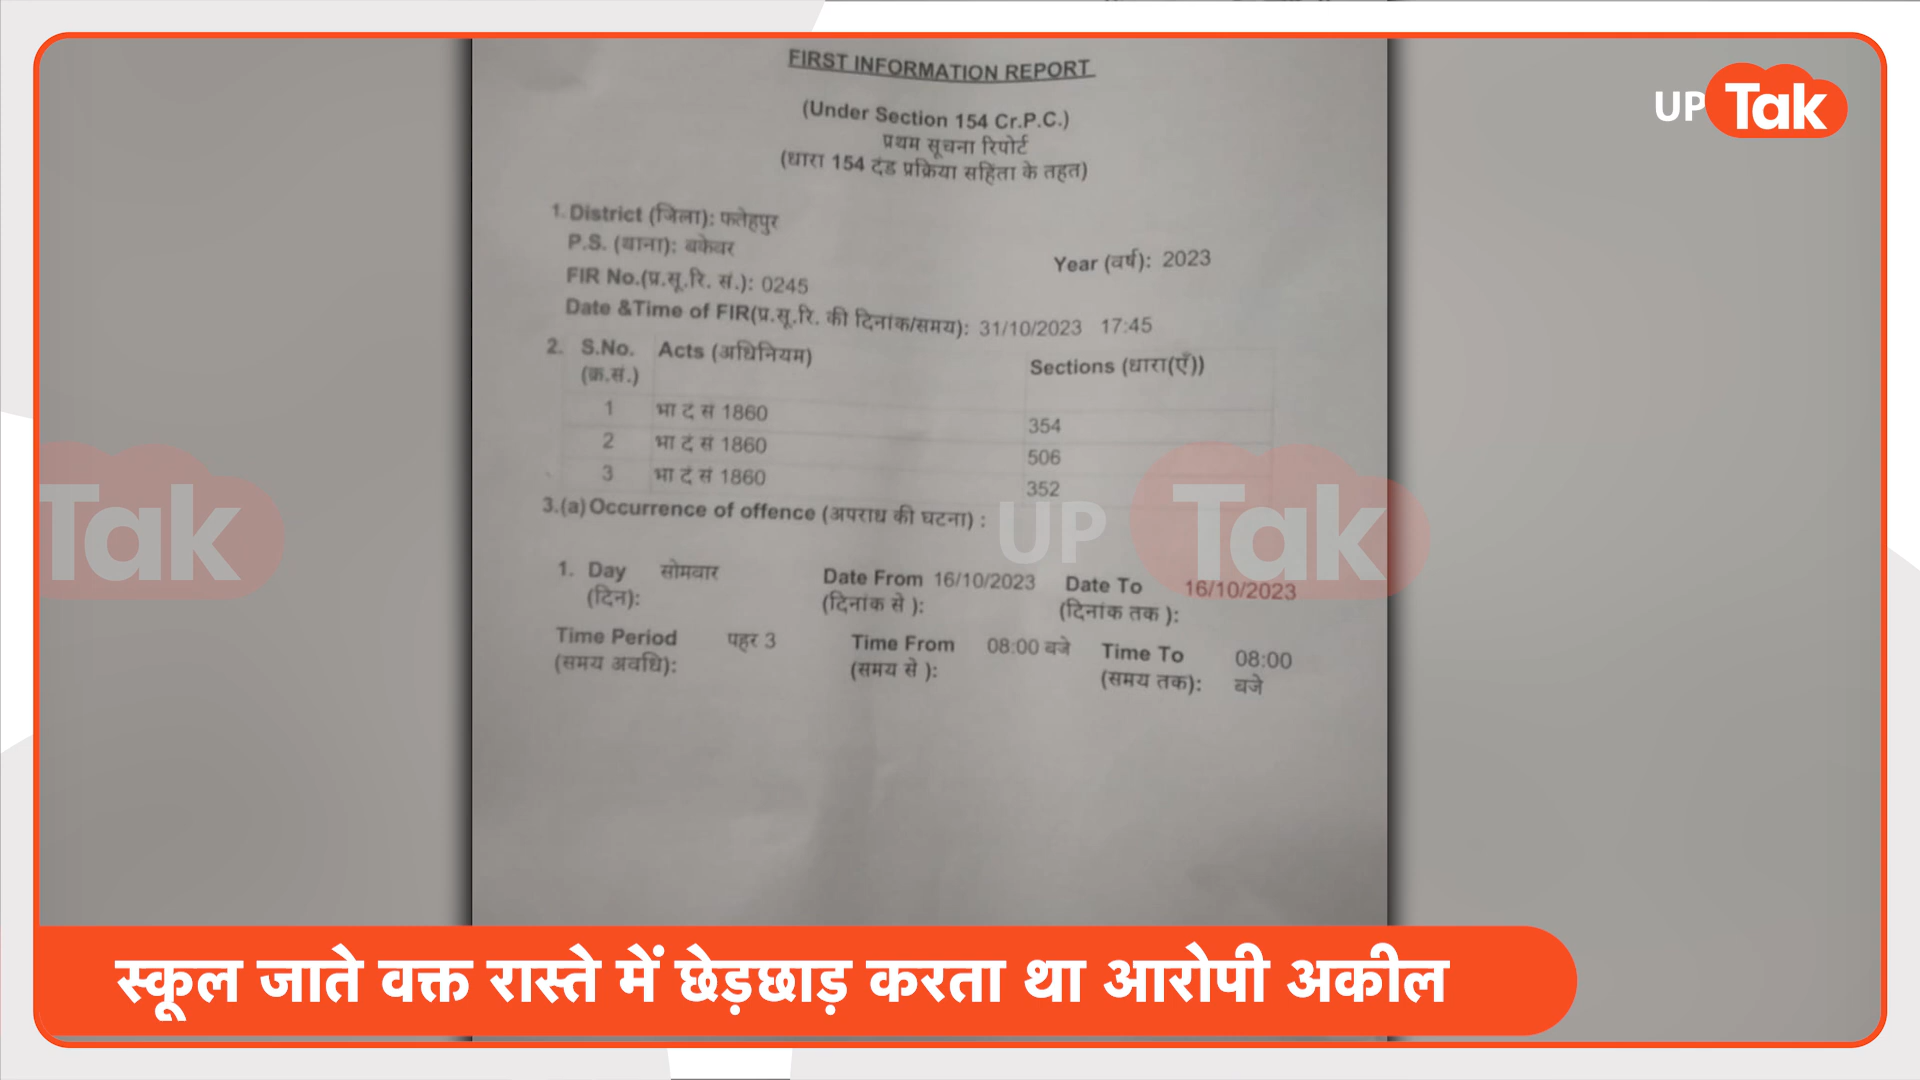 FIRST INFORMATION REPORT
(Under Section 154 Cr.P.C.)
प्रथम सूचना रिपोर्ट
(धारा 154 दंड प्रक्रिया सहिंता के तहत)
1. District (जिला): फतेहपुर
P.S. (थाना): बकेवर
Year (वर्ष): 2023
FIR No.(प्र.सू.रि. सं.): 0245
Date &Time of FIR(प्र.सू.रि. की दिनांक/समय): 31/10/2023 17:45
2. S.No. Acts (अधिनियम) Sections (धारा(एँ))
(क्र.सं.)
1 भा दं सं 1860 354
2 भा दं सं 1860 506
3 भा दं सं 1860 352
3.(a) Occurrence of offence (अपराध की घटना) :
1. Day सोमवार Date From 16/10/2023 Date To 16/10/2023
(दिन): (दिनांक से ): (दिनांक तक ):
Time Period पहर 3 Time From 08:00 बजे Time To 08:00
(समय अवधि): (समय से ): (समय तक): बजे
UP Tak
Tak
UP Tak
स्कूल जाते वक्त रास्ते में छेड़छाड़ करता था आरोपी अकील